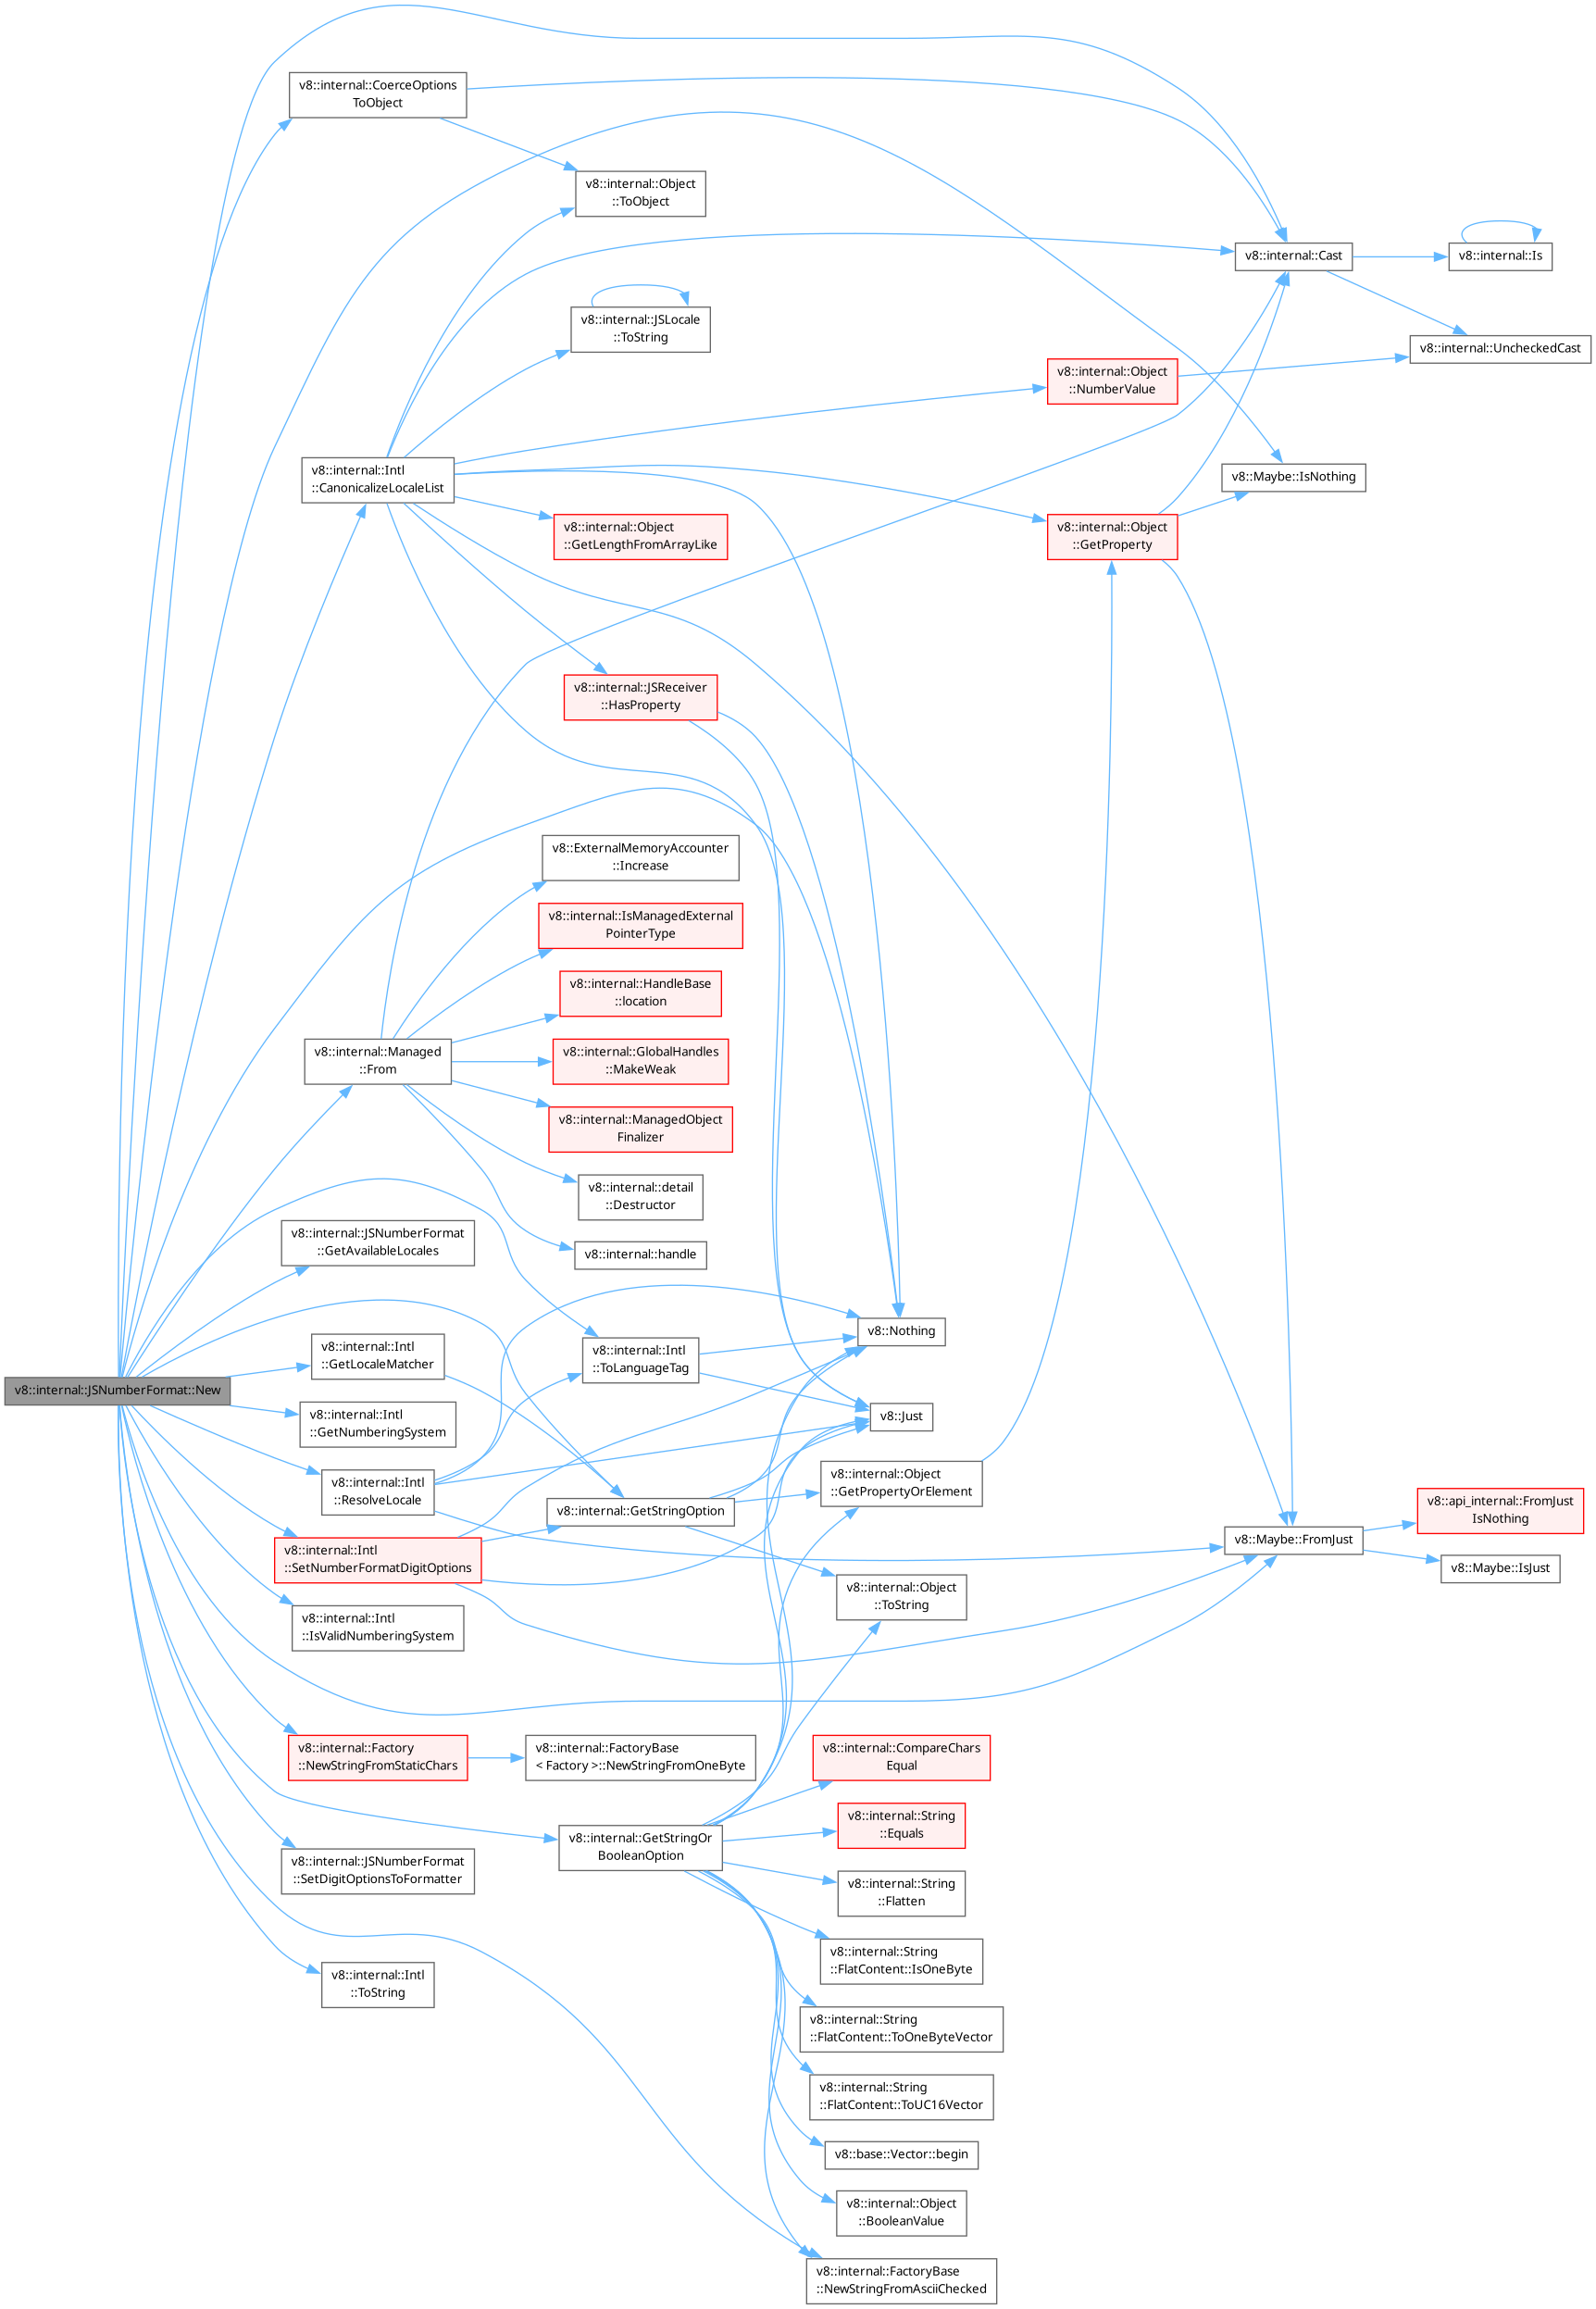 v8::internal::CoerceOptions
ToObject
v8::internal::Object
::ToObject
v8::internal::Cast
v8::internal::Is
v8::internal::JSLocale
::ToString
v8::internal::UncheckedCast
v8::internal::Object
::NumberValue
v8::internal::Intl
::CanonicalizeLocaleList
v8::Maybe::IsNothing
v8::internal::Object
::GetLengthFromArrayLike
v8::internal::Object
::GetProperty
v8::internal::JSReceiver
::HasProperty
v8::ExternalMemoryAccounter
::Increase
v8::internal::IsManagedExternal
PointerType
v8::internal::HandleBase
::location
v8::internal::Managed
::From
v8::internal::GlobalHandles
::MakeWeak
v8::internal::ManagedObject
Finalizer
v8::internal::detail
::Destructor
v8::internal::JSNumberFormat
::GetAvailableLocales
v8::internal::handle
v8::Nothing
v8::internal::Intl
::GetLocaleMatcher
v8::internal::Intl
::ToLanguageTag
v8::internal::JSNumberFormat::New
v8::internal::Intl
::GetNumberingSystem
v8::Just
v8::internal::Intl
::ResolveLocale
v8::internal::GetStringOption
v8::internal::Object
::GetPropertyOrElement
v8::internal::Intl
::SetNumberFormatDigitOptions
v8::Maybe::FromJust
v8::api_internal::FromJust
IsNothing
v8::Maybe::IsJust
v8::internal::Object
::ToString
v8::internal::Intl
::IsValidNumberingSystem
v8::internal::Factory
::NewStringFromStaticChars
v8::internal::FactoryBase
< Factory >::NewStringFromOneByte
v8::internal::CompareChars
Equal
v8::internal::String
::Equals
v8::internal::GetStringOr
BooleanOption
v8::internal::JSNumberFormat
::SetDigitOptionsToFormatter
v8::internal::String
::Flatten
v8::internal::String
::FlatContent::IsOneByte
v8::internal::Intl
::ToString
v8::internal::String
::FlatContent::ToOneByteVector
v8::internal::String
::FlatContent::ToUC16Vector
v8::base::Vector::begin
v8::internal::Object
::BooleanValue
v8::internal::FactoryBase
::NewStringFromAsciiChecked